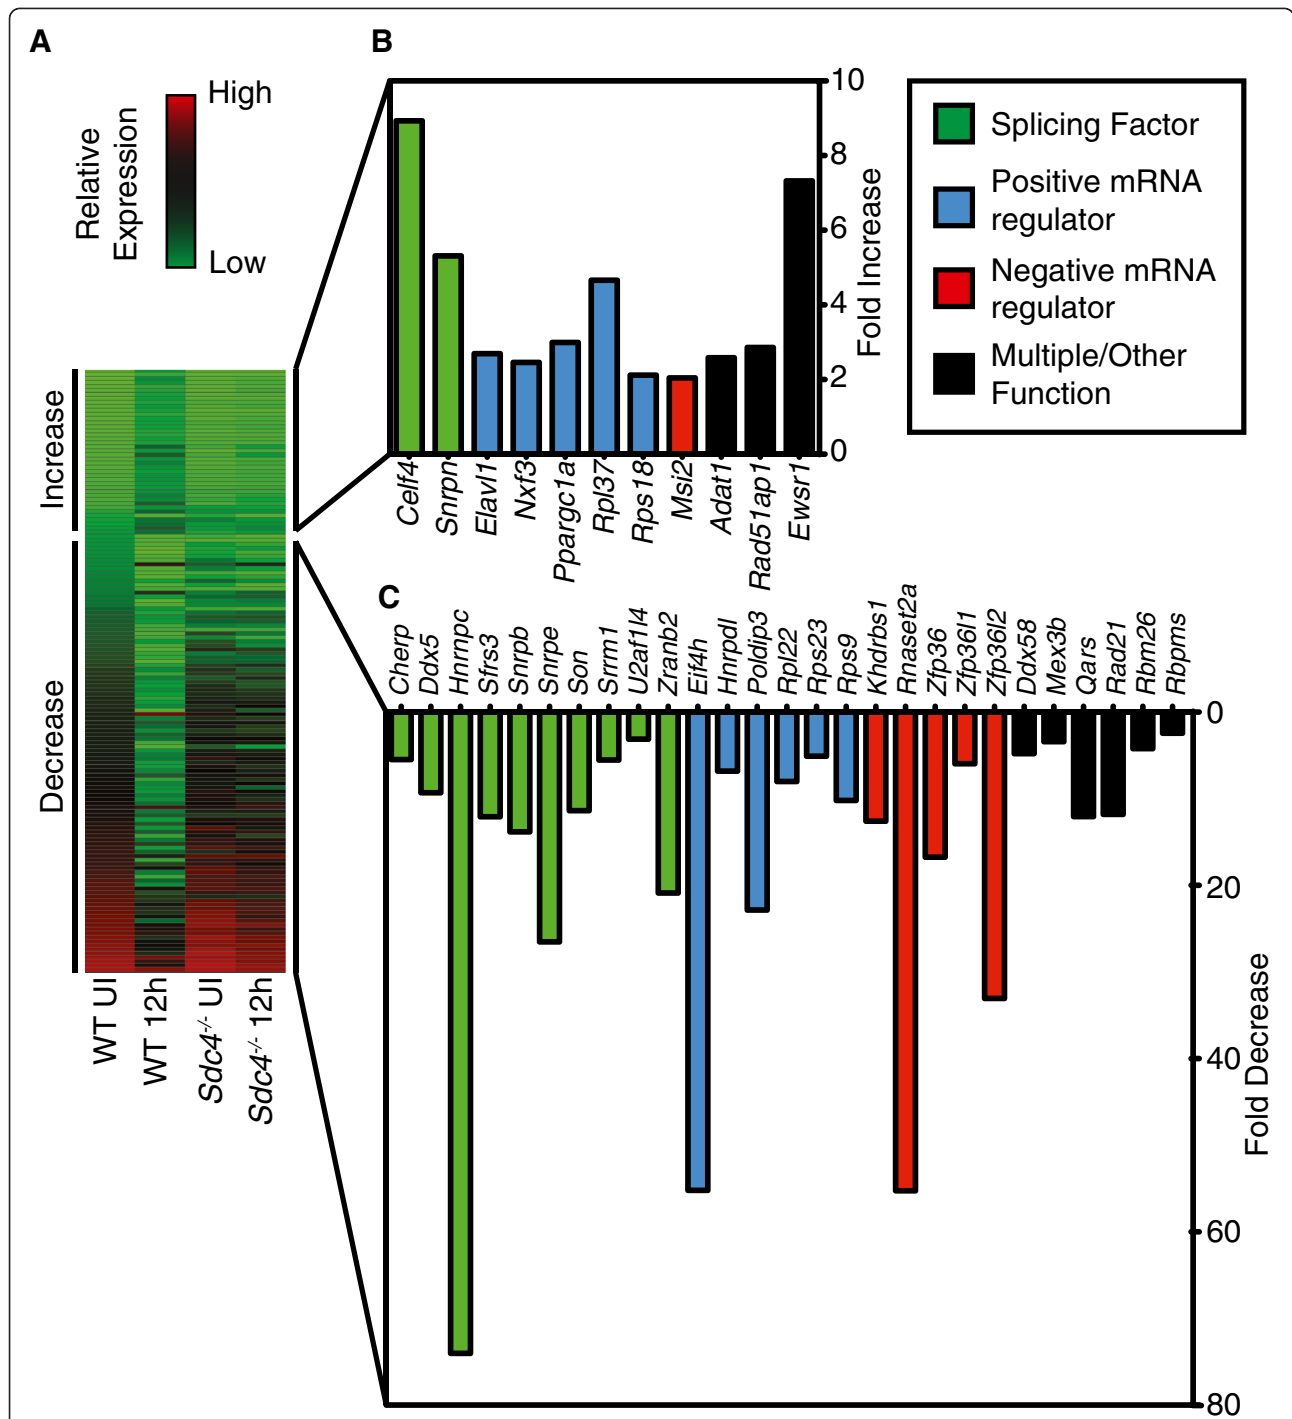 A
Relative
Expression
High
Low
Increase
Decrease
WT UI
WT 12h
Sdc4-/- UI
Sdc4-/- 12h
B
10
8
6
4
2
0
Fold Increase
Celf4
Snrpn
Elavl1
Nxf3
Ppargc1a
Rpl37
Rps18
Msi2
Adat1
Rad51ap1
Ewsr1
Splicing Factor
Positive mRNA
regulator
Negative mRNA
regulator
Multiple/Other
Function
C
Cherp
Ddx5
Hnrnpc
Sfrs3
Snrpb
Snrpe
Son
Srrm1
U2af1l4
Zranb2
Eif4h
Hnrpdl
Poldip3
Rpl22
Rps23
Rps9
Khdrbs1
Rnaset2a
Zfp36
Zfp36l1
Zfp36l2
Ddx58
Mex3b
Qars
Rad21
Rbm26
Rbpms
0
20
40
60
80
Fold Decrease